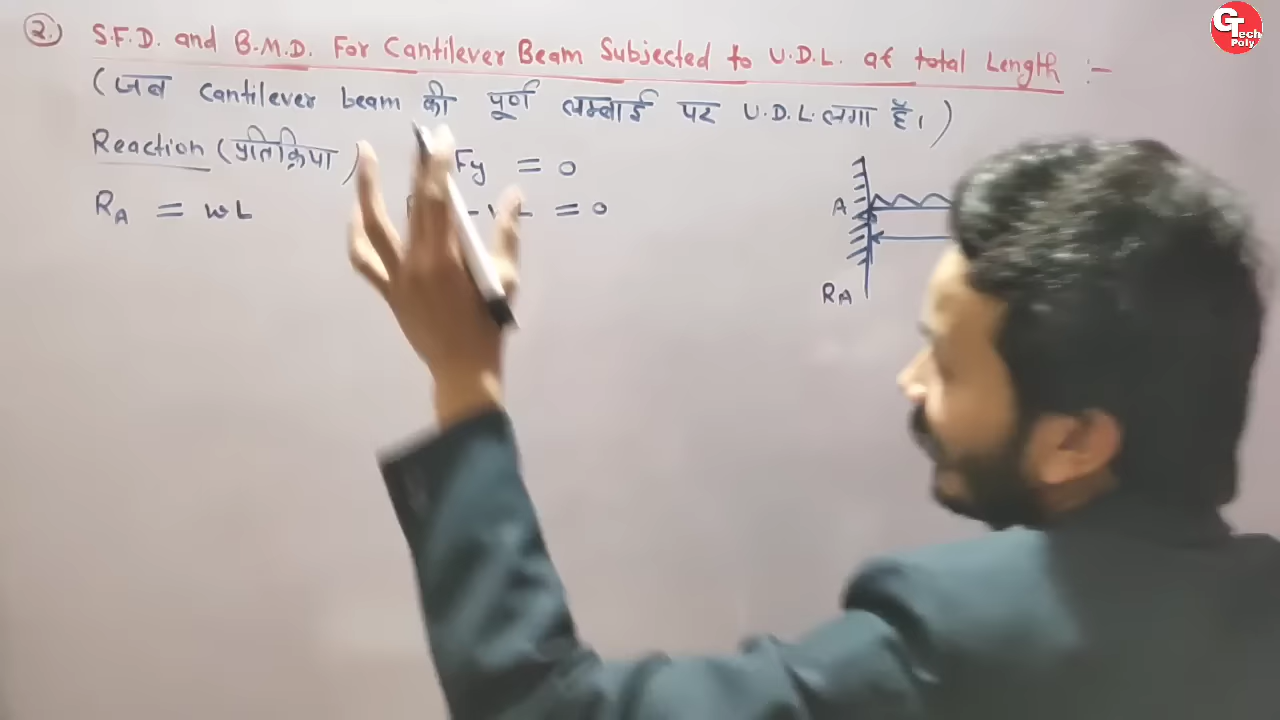 2. S.F.D. and B.M.D. For Cantilever Beam Subjected to U.D.L. at total Length :-
(जब cantilever beam की पूर्ण लम्बाई पर U.D.L. लगा है।)
Reaction (प्रतिक्रिया) Fy = 0
RA = wL = 0
A
RA
GTech
Poly